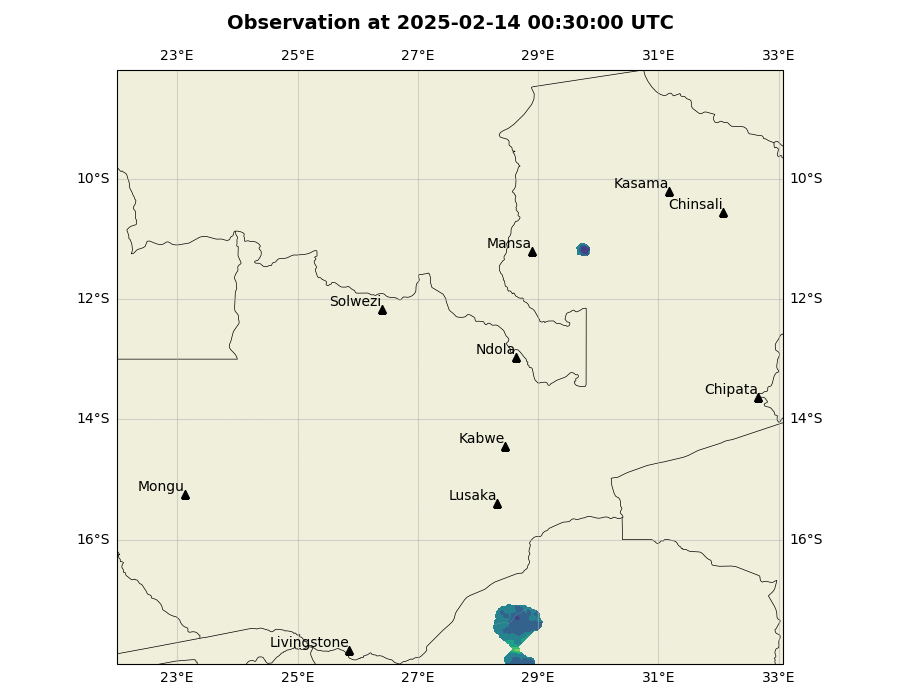 Observation at 2025-02-14 00:30:00 UTC
23°E 25°E 27°E 29°E 31°E 33°E
10°S 10°S
Kasama
Chinsali
Mansa
12°S 12°S
Solwezi
Ndola
Chipata
14°S 14°S
Kabwe
Mongu
Lusaka
16°S 16°S
Livingstone
23°E 25°E 27°E 29°E 31°E 33°E